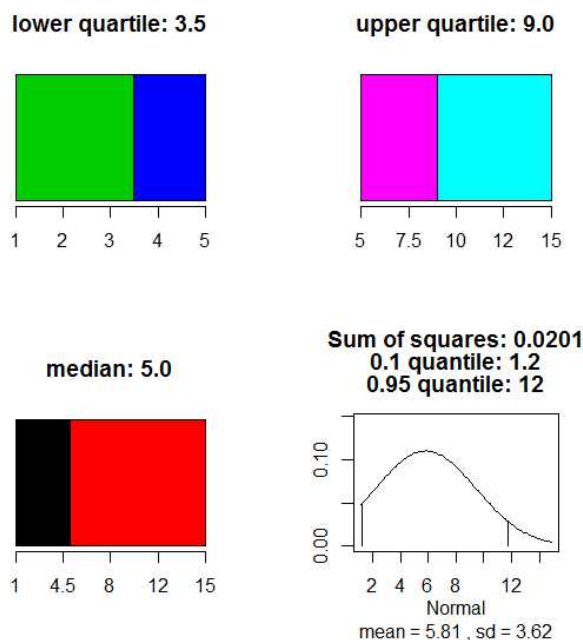 lower quartile: 3.5
1 2 3 4 5
upper quartile: 9.0
5 7.5 10 12 15
median: 5.0
1 4.5 8 12 15
Sum of squares: 0.0201
0.1 quantile: 1.2
0.95 quantile: 12
0.10
0.00
2 4 6 8 12
Normal
mean = 5.81 , sd = 3.62